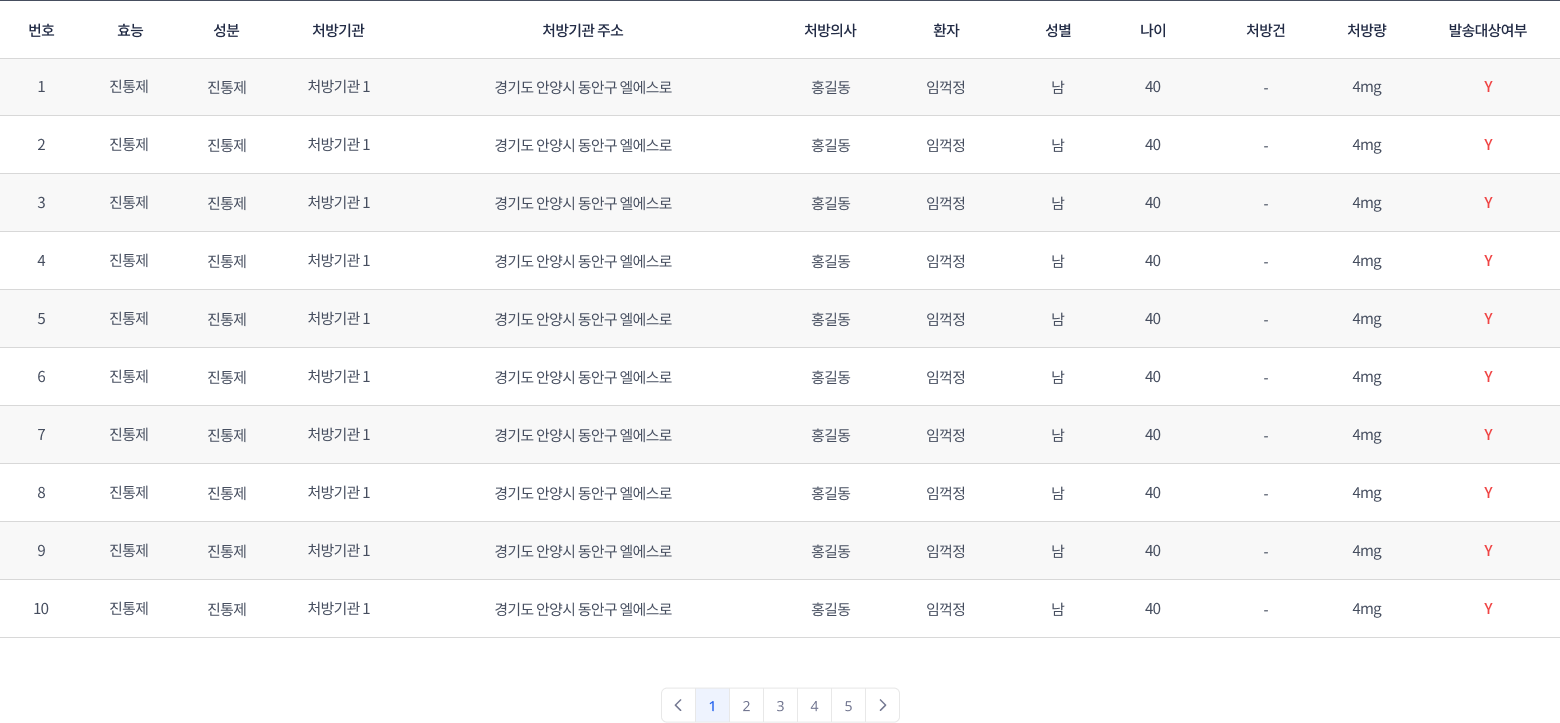 번호 효능 성분 처방기관 처방기관 주소 처방의사 환자 성별 나이 처방건 처방량 발송대상여부
1 진통제 진통제 처방기관 1 경기도 안양시 동안구 엘에스로 홍길동 임꺽정 남 40 - 4mg Y
2 진통제 진통제 처방기관 1 경기도 안양시 동안구 엘에스로 홍길동 임꺽정 남 40 - 4mg Y
3 진통제 진통제 처방기관 1 경기도 안양시 동안구 엘에스로 홍길동 임꺽정 남 40 - 4mg Y
4 진통제 진통제 처방기관 1 경기도 안양시 동안구 엘에스로 홍길동 임꺽정 남 40 - 4mg Y
5 진통제 진통제 처방기관 1 경기도 안양시 동안구 엘에스로 홍길동 임꺽정 남 40 - 4mg Y
6 진통제 진통제 처방기관 1 경기도 안양시 동안구 엘에스로 홍길동 임꺽정 남 40 - 4mg Y
7 진통제 진통제 처방기관 1 경기도 안양시 동안구 엘에스로 홍길동 임꺽정 남 40 - 4mg Y
8 진통제 진통제 처방기관 1 경기도 안양시 동안구 엘에스로 홍길동 임꺽정 남 40 - 4mg Y
9 진통제 진통제 처방기관 1 경기도 안양시 동안구 엘에스로 홍길동 임꺽정 남 40 - 4mg Y
10 진통제 진통제 처방기관 1 경기도 안양시 동안구 엘에스로 홍길동 임꺽정 남 40 - 4mg Y
1 2 3 4 5